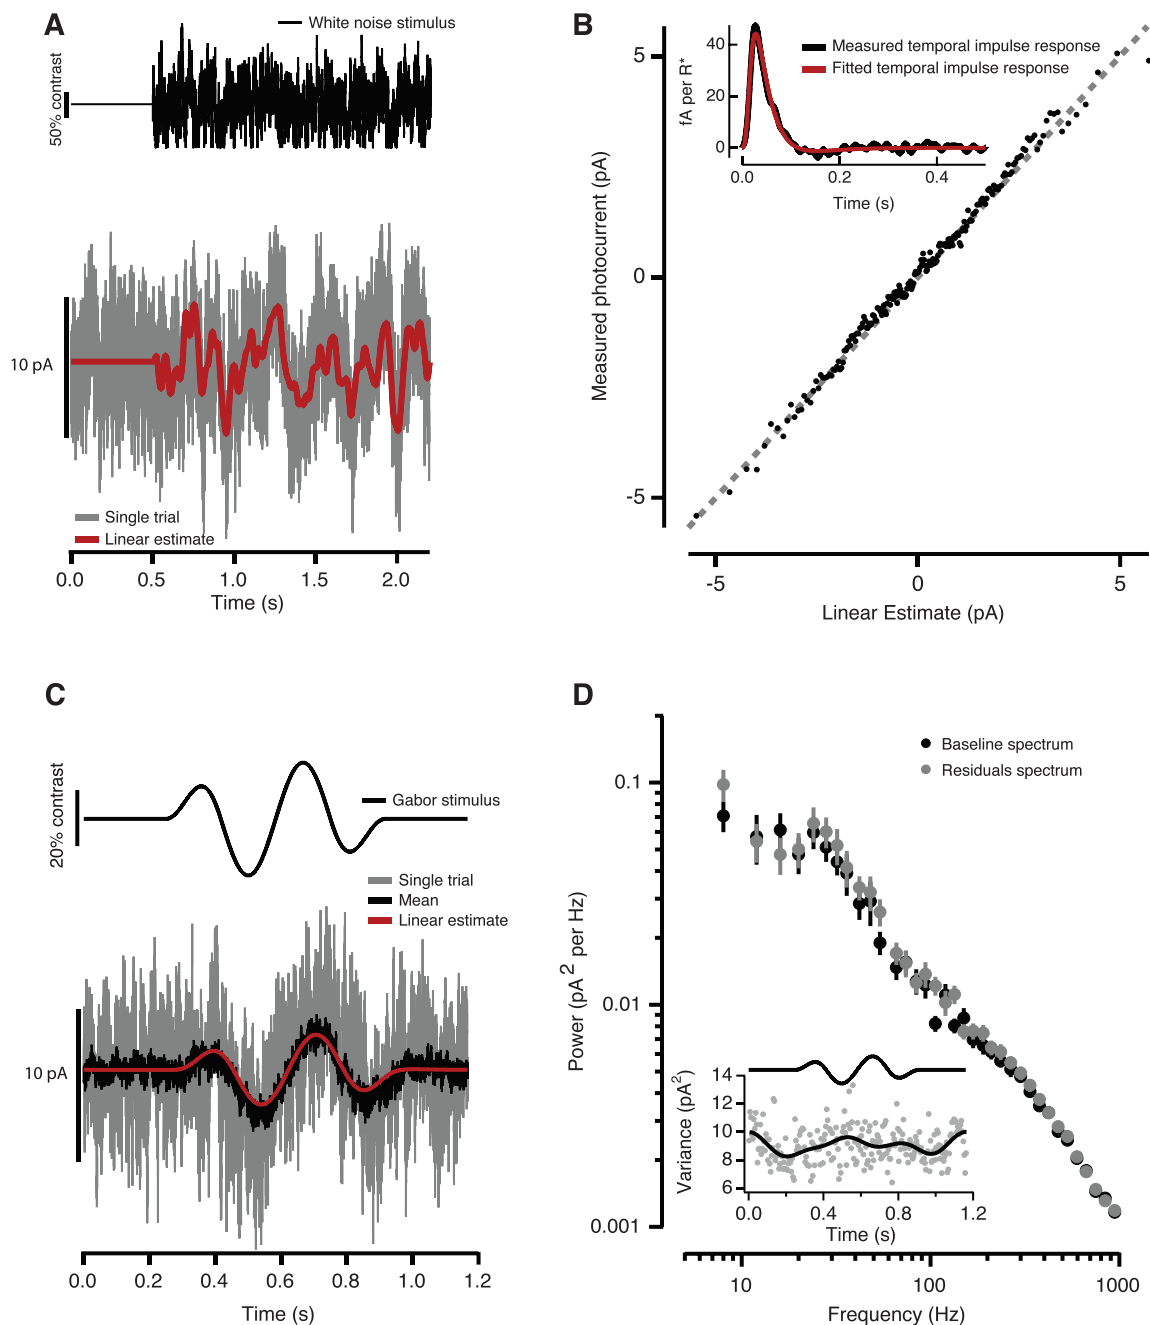 A
White noise stimulus
50% contrast
10 pA
Single trial
Linear estimate
0.0 0.5 1.0 1.5 2.0
Time (s)
B
Measured temporal impulse response
Fitted temporal impulse response
fA per R*
40
20
0
0.0 0.2 0.4
Time (s)
Measured photocurrent (pA)
5
0
-5
-5 0 5
Linear Estimate (pA)
C
20% contrast
Gabor stimulus
Single trial
Mean
Linear estimate
10 pA
0.0 0.2 0.4 0.6 0.8 1.0 1.2
Time (s)
D
Baseline spectrum
Residuals spectrum
Power (pA² per Hz)
0.1
0.01
0.001
Variance (pA²)
14
12
10
8
6
0.0 0.4 0.8 1.2
Time (s)
10 100 1000
Frequency (Hz)